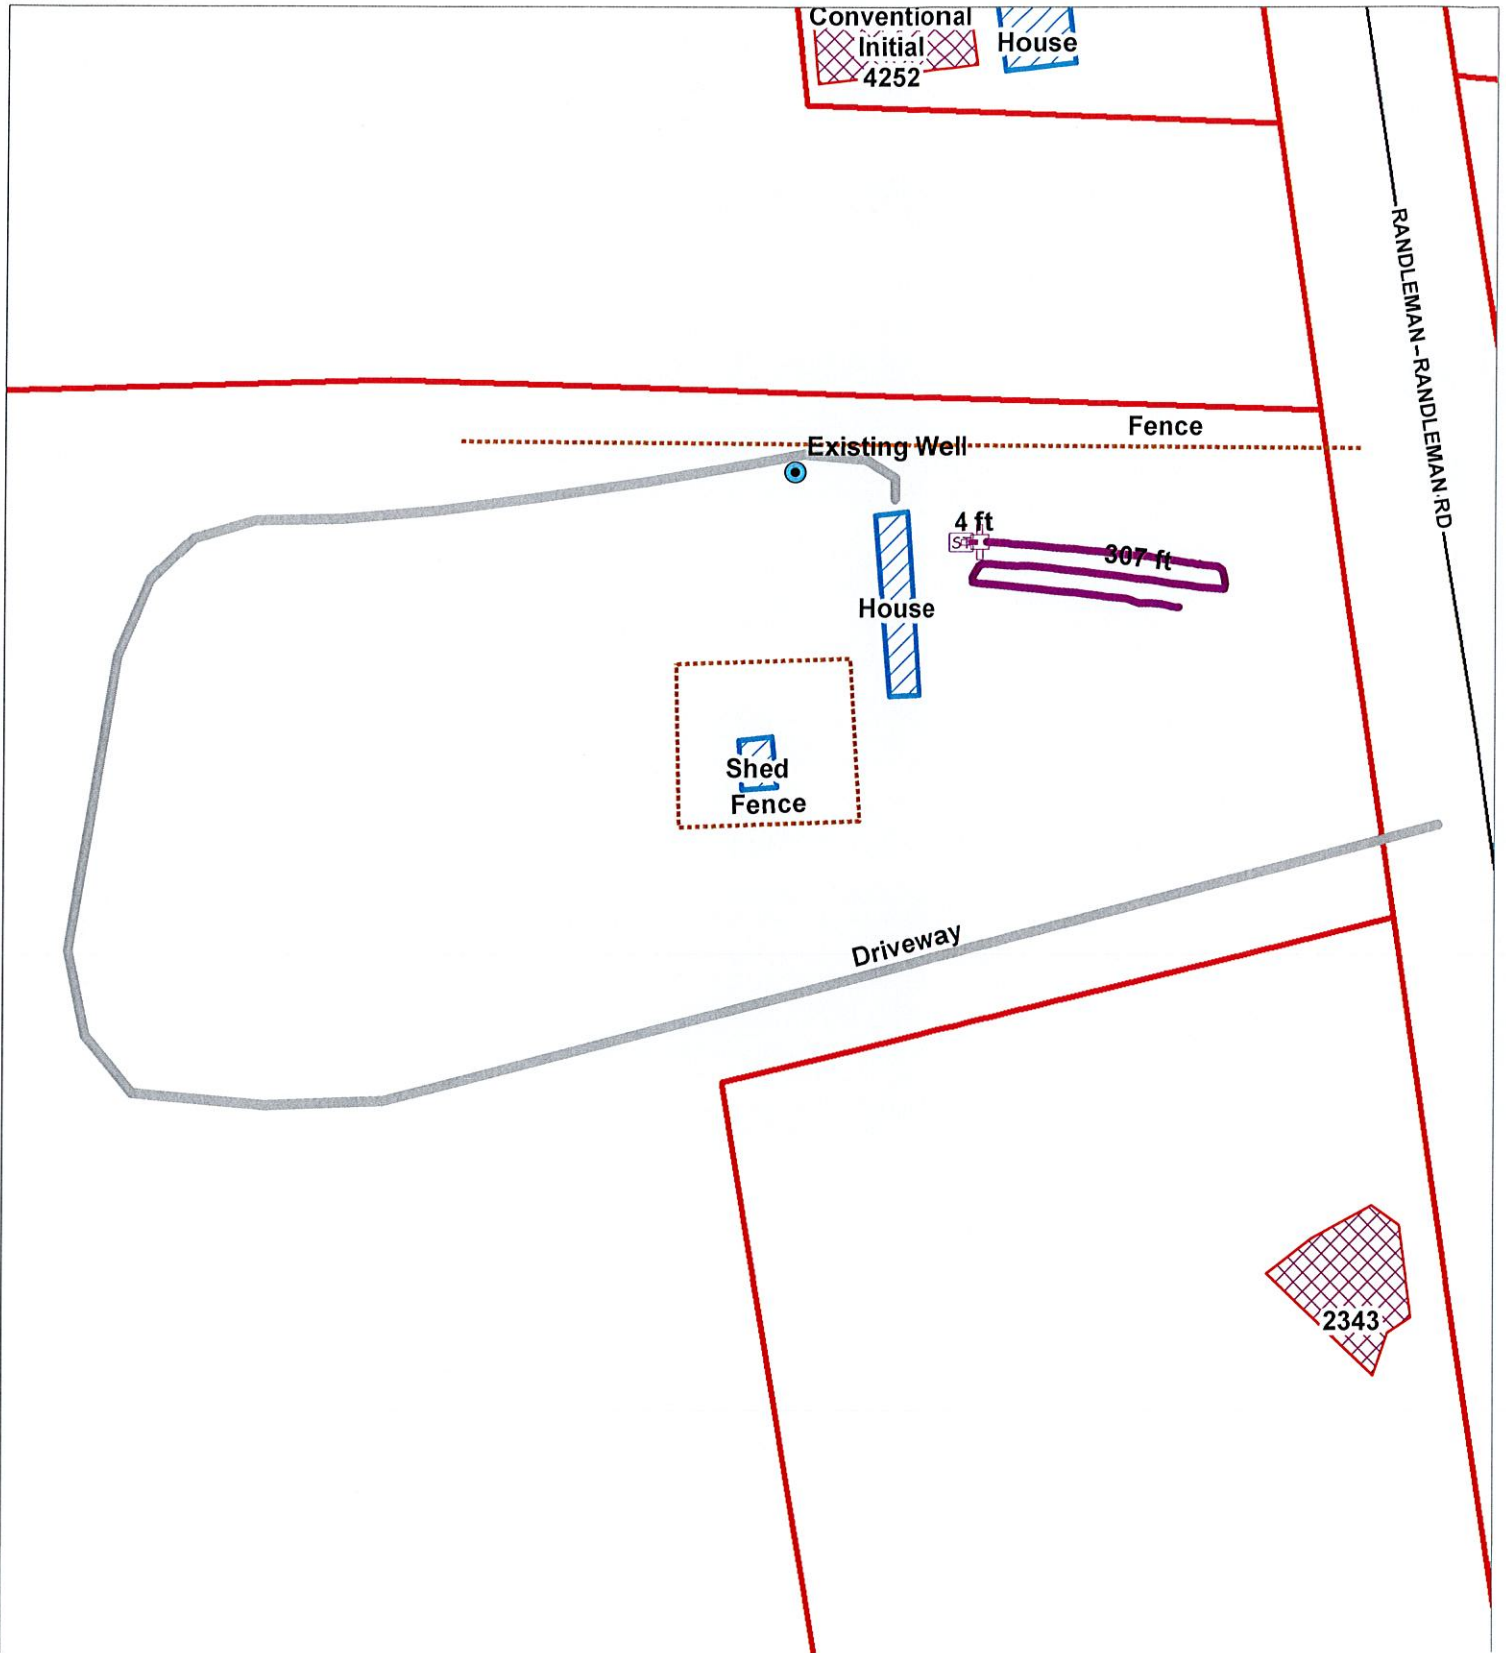 Conventional
Initial
4252
House
RANDLEMAN-RANDLEMAN RD
Fence
Existing Well
4 ft
ST
307 ft
House
Shed
Fence
Driveway
2343